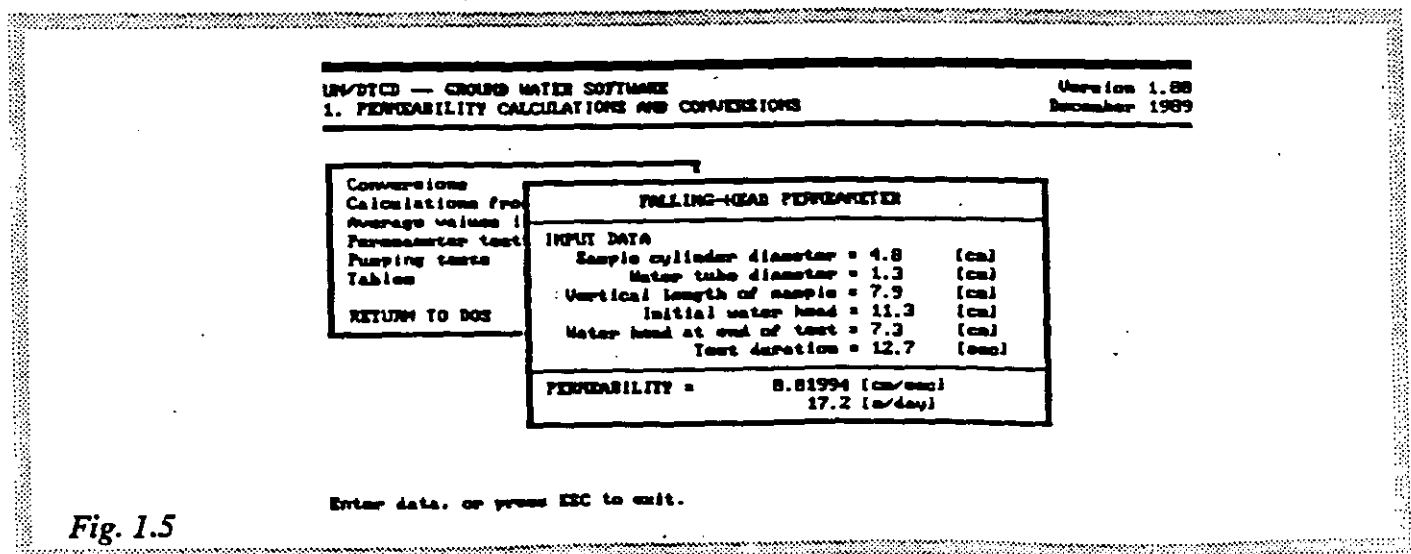 UN/DTCD — GROUND WATER SOFTWARE Version 1.00
1. PERMEABILITY CALCULATIONS AND CONVERSIONS December 1989
Conversions
Calculations fro
Average values i
Permeameter test
Pumping tests
Tables
RETURN TO DOS
FALLING-HEAD PERMEAMETER
INPUT DATA
Sample cylinder diameter = 4.8 [cm]
Water tube diameter = 1.3 [cm]
Vertical length of sample = 7.9 [cm]
Initial water head = 11.3 [cm]
Water head at end of test = 7.3 [cm]
Test duration = 12.7 [sec]
PERMEABILITY = 0.01994 [cm/sec]
17.2 [m/day]
Enter data, or press ESC to exit.
Fig. 1.5